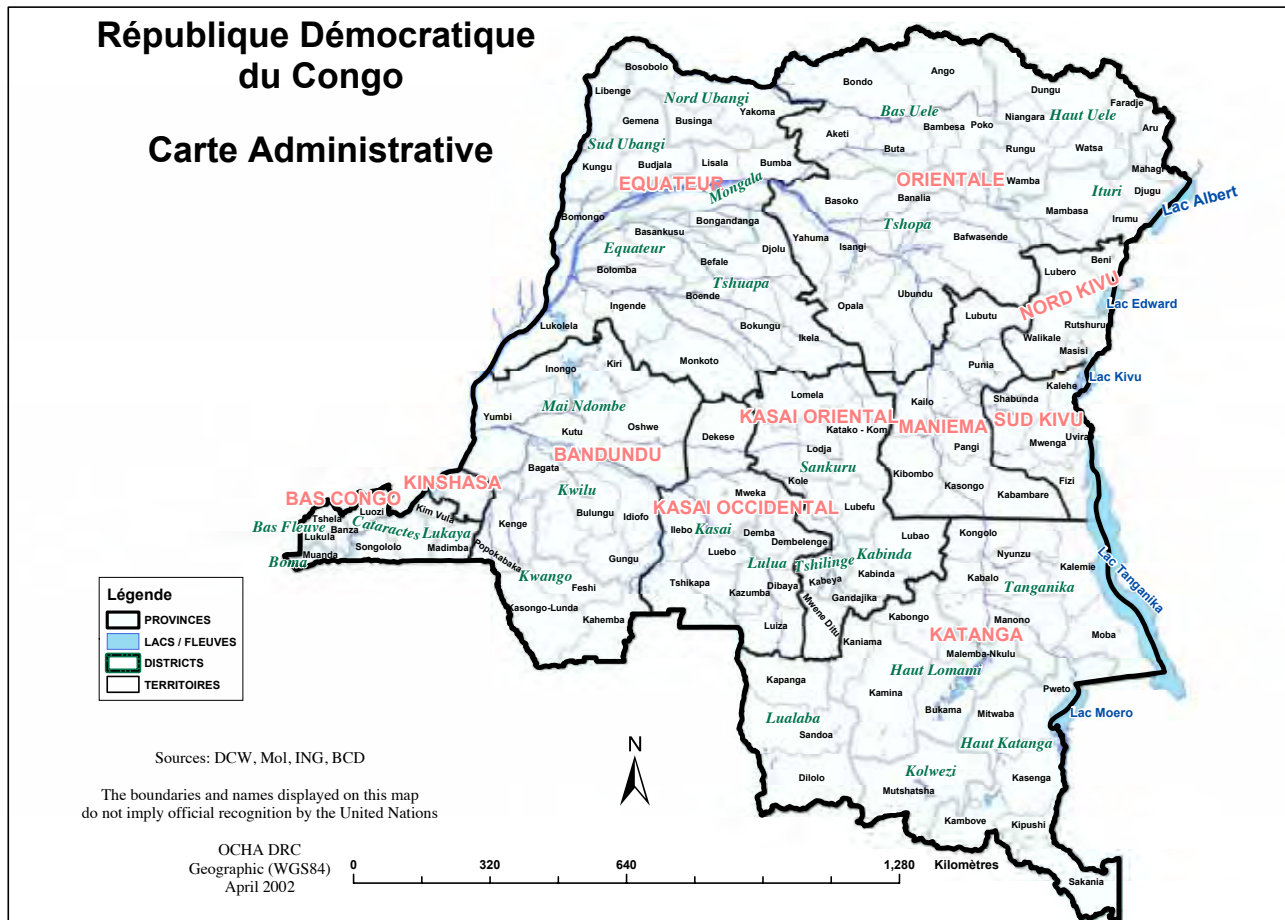 République Démocratique
du Congo
Carte Administrative
Bosobolo
Ango
Bondo
Libenge
Dungu
Nord Ubangi
Faradje
Yakoma
Bas Uele
Niangara
Haut Uele
Gemena
Businga
Bambesa
Poko
Aru
Aketi
Sud Ubangi
Buta
Rungu
Watsa
Kungu
Budjala
Lisala
Bumba
Mahagi
EQUATEUR
ORIENTALE
Wamba
Mongala
Ituri
Djugu
Basoko
Banalia
Lac Albert
Bomongo
Bongandanga
Mambasa
Irumu
Tshopa
Basankusu
Yahuma
Isangi
Bafwasende
Equateur
Djolu
Befale
Beni
Bolomba
Lubero
Tshuapa
NORD KIVU
Boende
Ubundu
Lac Edward
Ingende
Opala
Lubutu
Lukolela
Bokungu
Rutshuru
Ikela
Walikale
Masisi
Monkoto
Punia
Kiri
Inongo
Lac Kivu
Kalehe
Lomela
Kailo
Shabunda
Mai Ndombe
Yumbi
KASAI ORIENTAL
MANIEMA
SUD KIVU
Oshwe
Kutu
Dekese
Katako - Kom
Uvira
Lodja
Pangi
Mwenga
BANDUNDU
Bagata
Sankuru
Kibombo
KINSHASA
Kole
Fizi
BAS CONGO
Kwilu
Mweka
Kasongo
Kabambare
Luozi
Kim Vula
KASAI OCCIDENTAL
Lubefu
Bulungu
Idiofo
Tshela
Bas Fleuve
Banza
Cataractes
Lukaya
Kenge
Ilebo
Kasai
Demba
Lubao
Kongolo
Lukula
Songololo
Madimba
Dembelenge
Muanda
Popokabaka
Luebo
Kabinda
Nyunzu
Boma
Gungu
Lulua
Tshilinge
Kalemie
Lac Tanganika
Kwango
Tshikapa
Kabeya
Kabinda
Kabalo
Tanganika
Feshi
Dibaya
Kazumba
Gandajika
Kasongo-Lunda
Mwene Ditu
Kabongo
Manono
Kahemba
Luiza
KATANGA
Moba
Kaniama
Malemba-Nkulu
Haut Lomami
Kapanga
Kamina
Pweto
Bukama
Mitwaba
Lac Moero
Lualaba
Sandoa
Haut Katanga
Kolwezi
Dilolo
Kasenga
Mutshatsha
Kambove
Kipushi
Sakania
Légende
PROVINCES
LACS / FLEUVES
DISTRICTS
TERRITOIRES
Sources: DCW, Mol, ING, BCD
The boundaries and names displayed on this map
do not imply official recognition by the United Nations
OCHA DRC
Geographic (WGS84)
April 2002
N
0 320 640 1,280 Kilomètres